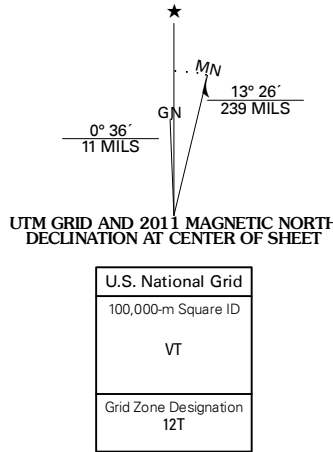 ★
MN
GN
13° 26´
239 MILS
0° 36´
11 MILS
UTM GRID AND 2011 MAGNETIC NORTH
DECLINATION AT CENTER OF SHEET
U.S. National Grid
100,000-m Square ID
VT
Grid Zone Designation
12T